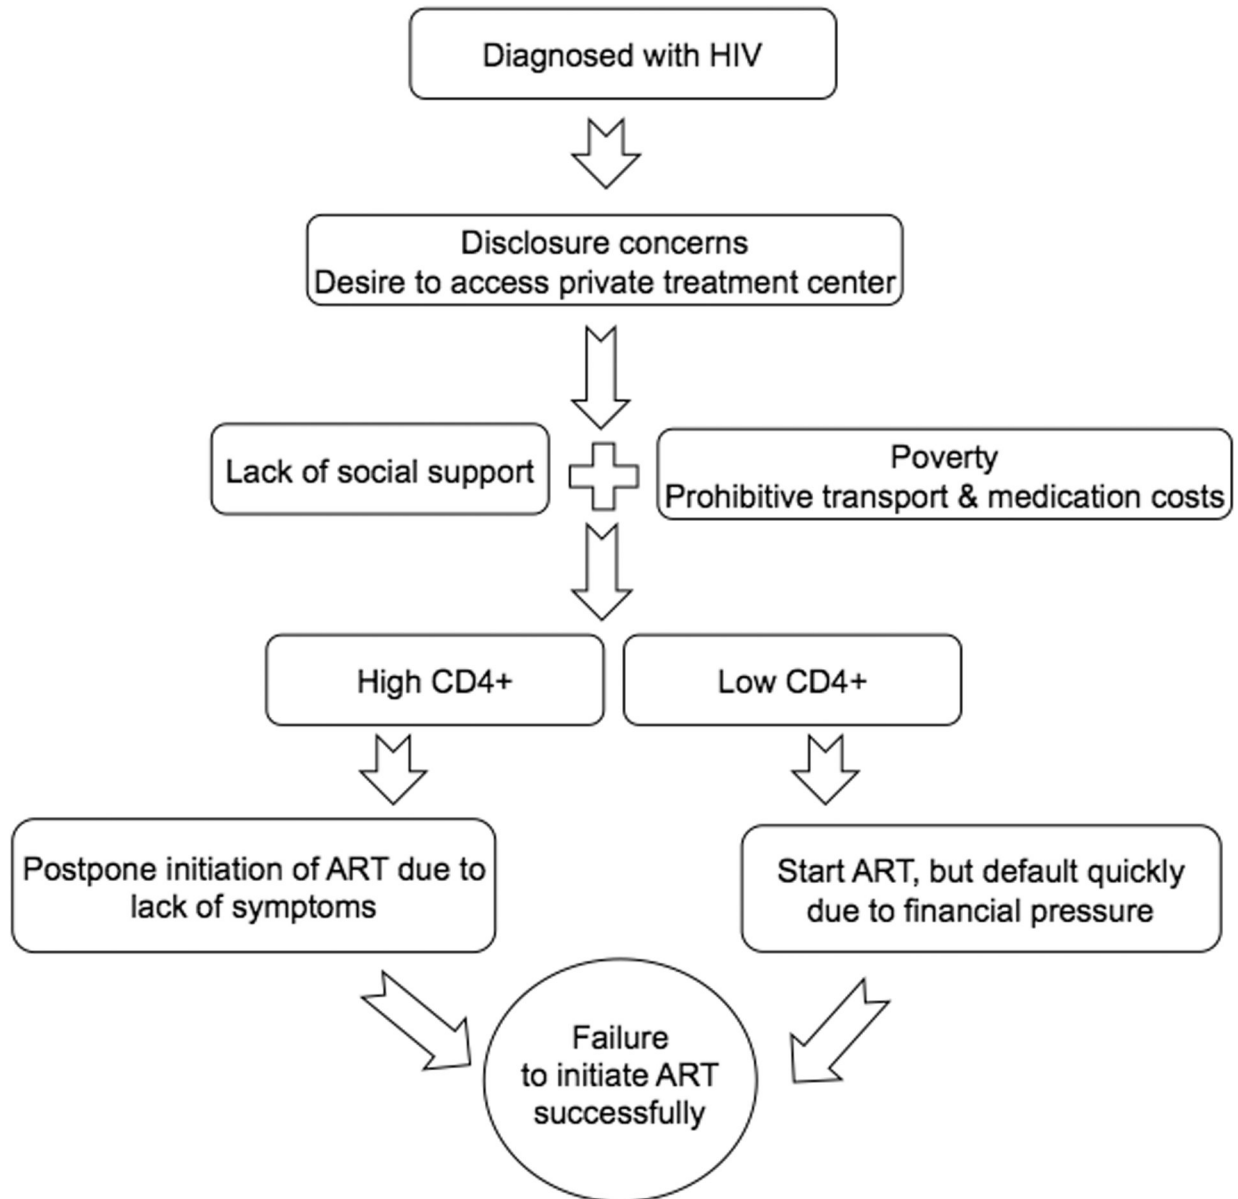 Diagnosed with HIV
Disclosure concerns
Desire to access private treatment center
Lack of social support
Poverty
Prohibitive transport & medication costs
High CD4+
Low CD4+
Postpone initiation of ART due to
lack of symptoms
Start ART, but default quickly
due to financial pressure
Failure
to initiate ART
successfully